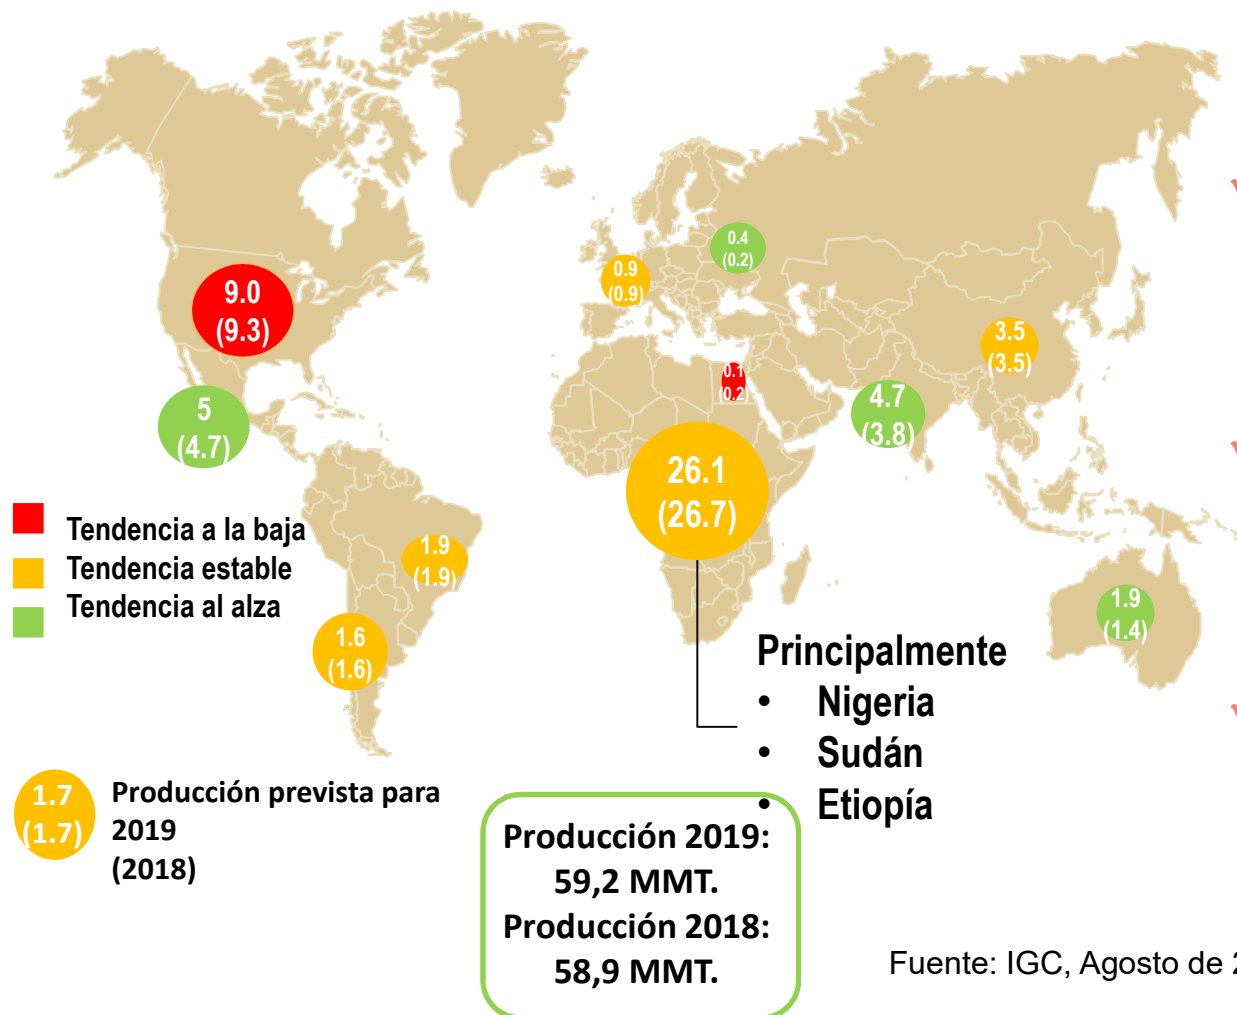 0.4
(0.2)
0.9
(0.9)
9.0
(9.3)
3.5
(3.5)
0.1
(0.2)
5
(4.7)
4.7
(3.8)
26.1
(26.7)
Tendencia a la baja
Tendencia estable
Tendencia al alza
1.9
(1.9)
1.9
(1.4)
1.6
(1.6)
Principalmente
• Nigeria
• Sudán
• Etiopía
1.7
(1.7)
Producción prevista para
2019
(2018)
Producción 2019:
59,2 MMT.
Producción 2018:
58,9 MMT.
Fuente: IGC, Agosto de